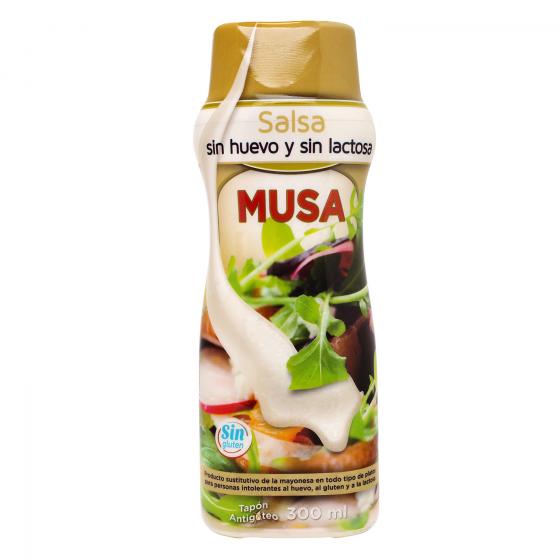 Salsa
sin huevo y sin lactosa
MUSA
Sin
gluten
Producto sustitutivo de la mayonesa en todo tipo de platos
para personas intolerantes al huevo, al gluten y a la lactosa
Tapón
Antigoteo 300 ml